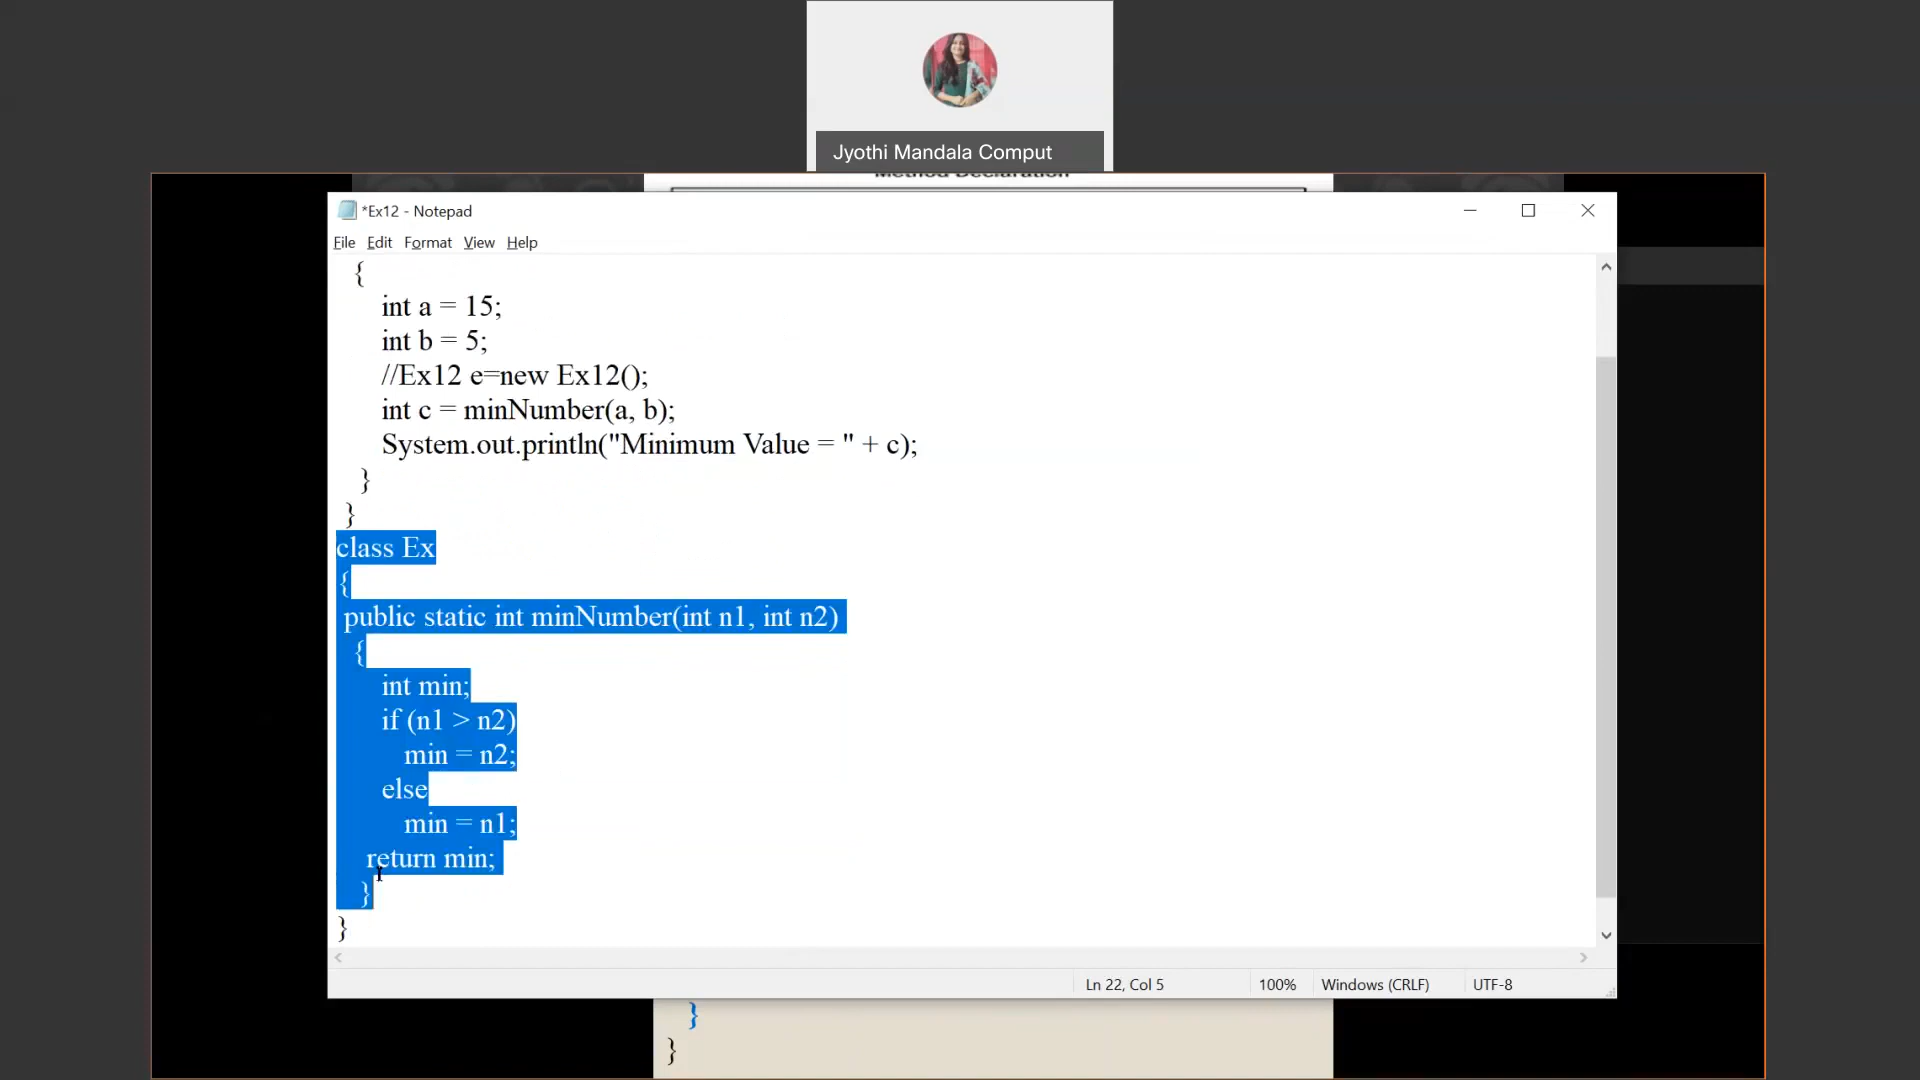 Jyothi Mandala Comput
Method Declaration
*Ex12 - Notepad
File Edit Format View Help
{
int a = 15;
int b = 5;
//Ex12 e=new Ex12();
int c = minNumber(a, b);
System.out.println("Minimum Value = " + c);
}
}
class Ex
{
public static int minNumber(int n1, int n2)
{
int min;
if (n1 > n2)
min = n2;
else
min = n1;
return min;
}
}
Ln 22, Col 5 100% Windows (CRLF) UTF-8
}
}